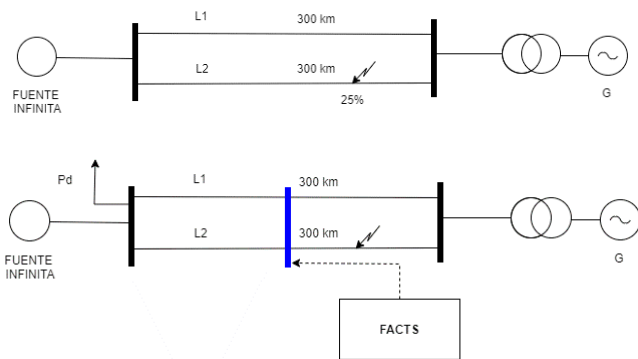 L1
300 km
L2
300 km
FUENTE
INFINITA
25%
G
Pd
L1
300 km
L2
300 km
FUENTE
INFINITA
G
FACTS